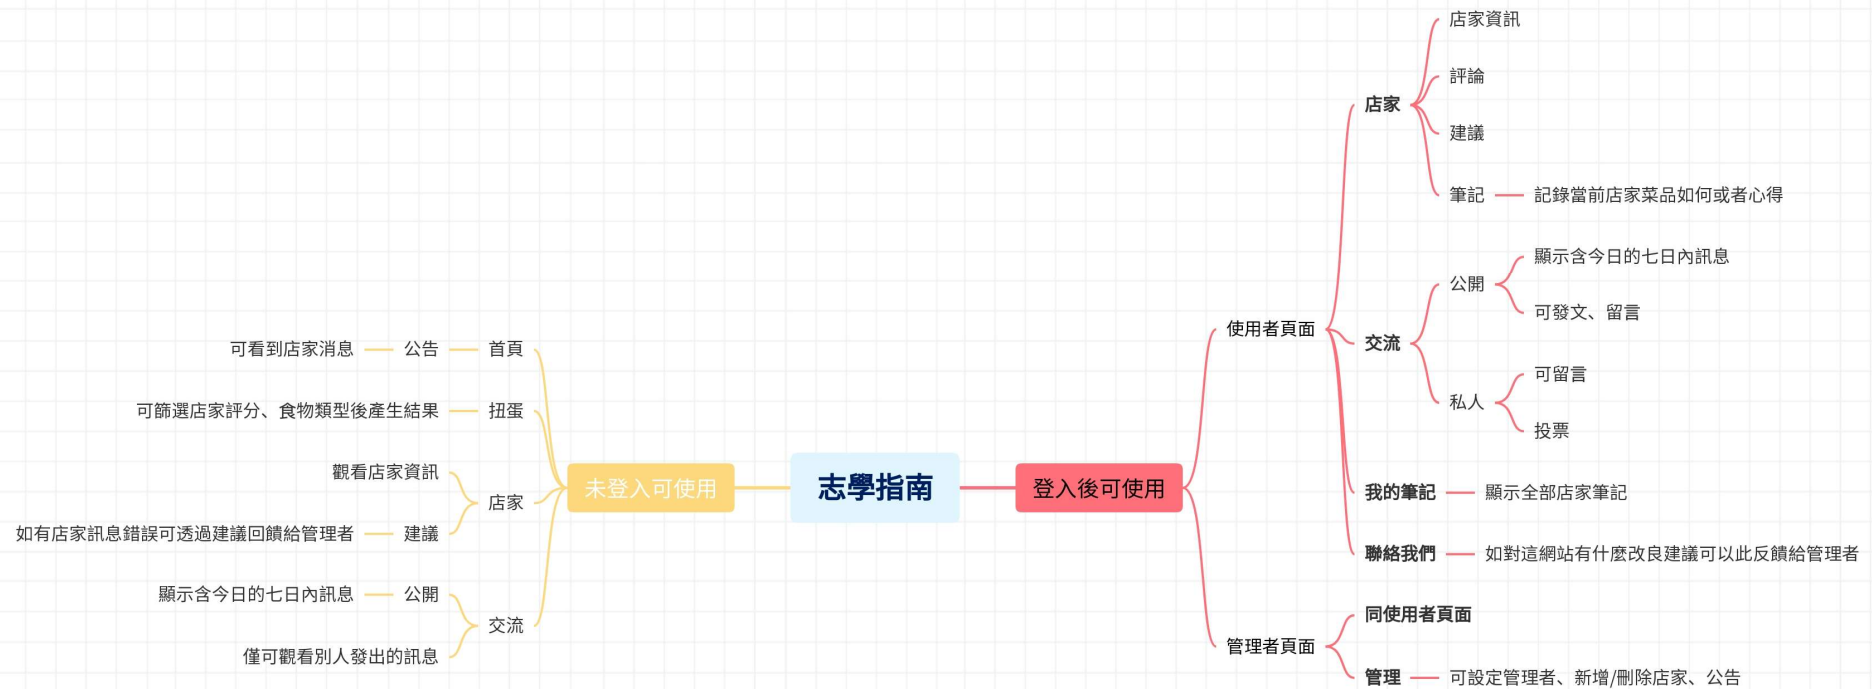 志學指南
未登入可使用
首頁
公告
可看到店家消息
扭蛋
可篩選店家評分、食物類型後產生結果
店家
觀看店家資訊
建議
如有店家訊息錯誤可透過建議回饋給管理者
交流
公開
顯示含今日的七日內訊息
僅可觀看別人發出的訊息
登入後可使用
使用者頁面
店家
店家資訊
評論
建議
筆記
記錄當前店家菜品如何或者心得
交流
公開
顯示含今日的七日內訊息
可發文、留言
私人
可留言
投票
我的筆記
顯示全部店家筆記
聯絡我們
如對這網站有什麼改良建議可以此反饋給管理者
管理者頁面
同使用者頁面
管理
可設定管理者、新增/刪除店家、公告